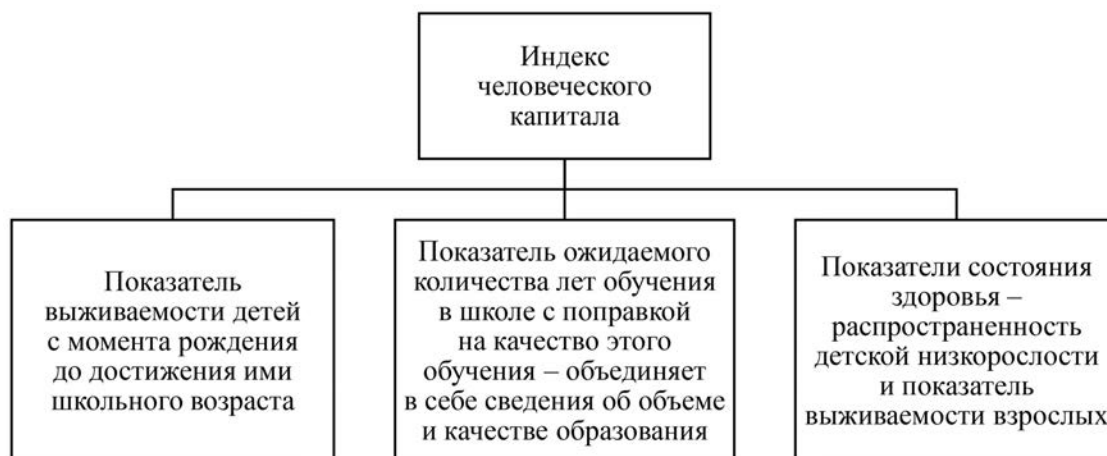 Индекс
человеческого
капитала
Показатель
выживаемости детей
с момента рождения
до достижения ими
школьного возраста
Показатель ожидаемого
количества лет обучения
в школе с поправкой
на качество этого
обучения – объединяет
в себе сведения об объеме
и качестве образования
Показатели состояния
здоровья –
распространенность
детской низкорослости
и показатель
выживаемости взрослых